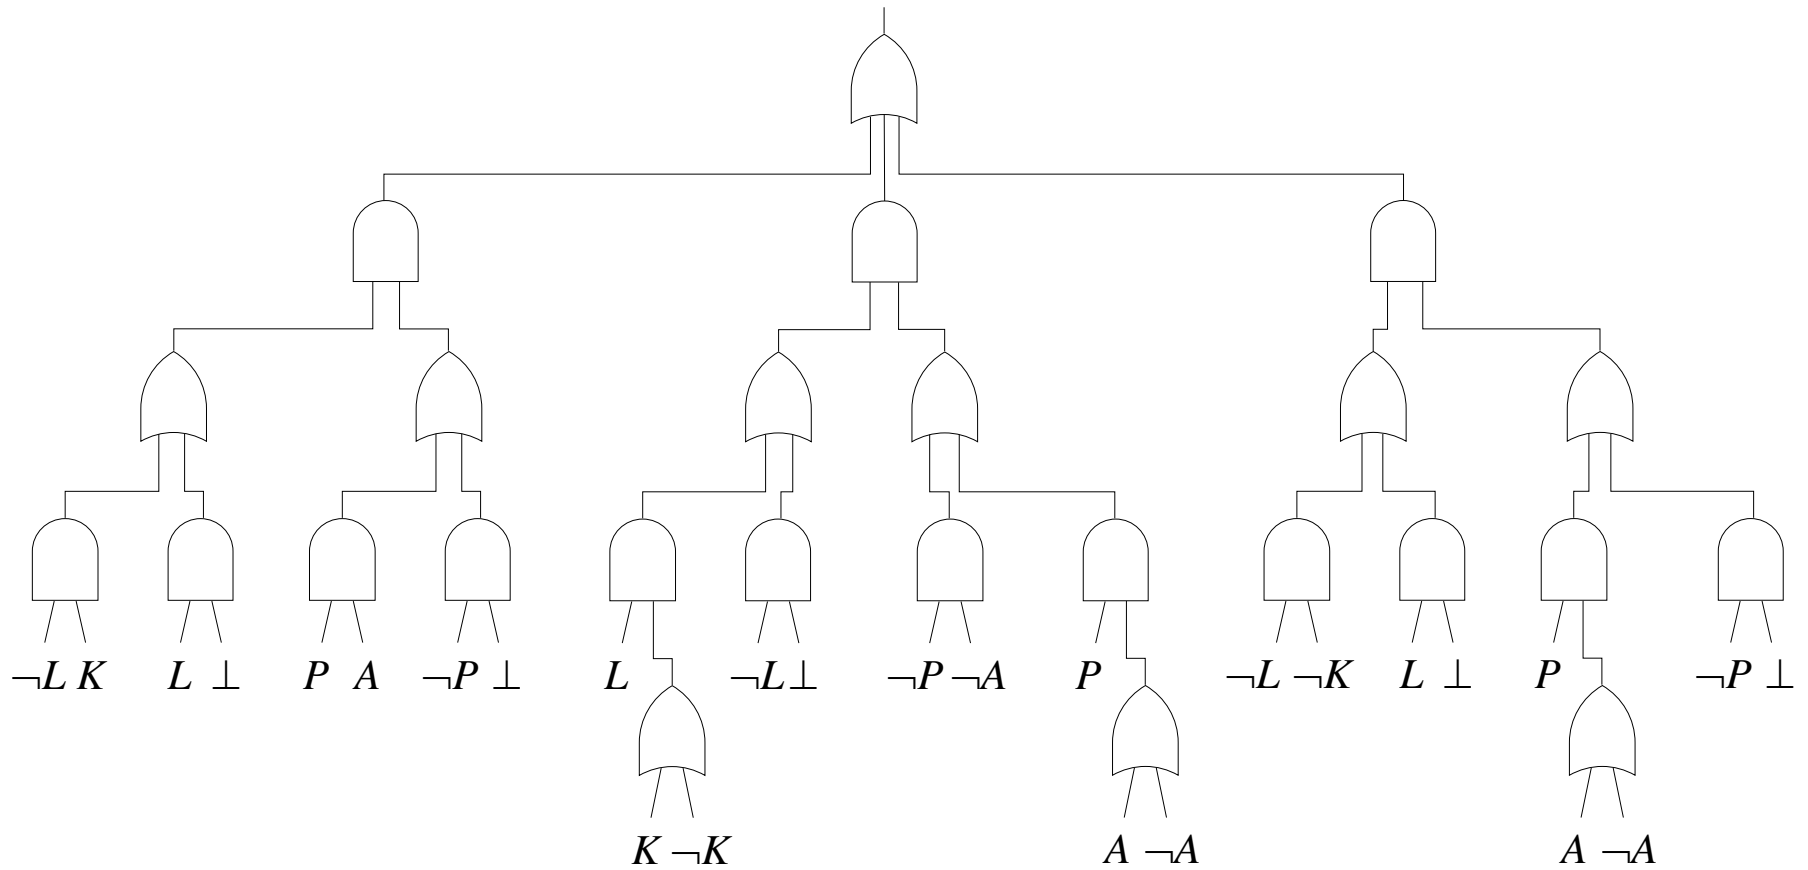 ¬L K L ⊥ P A ¬P ⊥ L ¬L⊥ ¬P ¬A P ¬L ¬K L ⊥ P ¬P ⊥
K ¬K A ¬A A ¬A